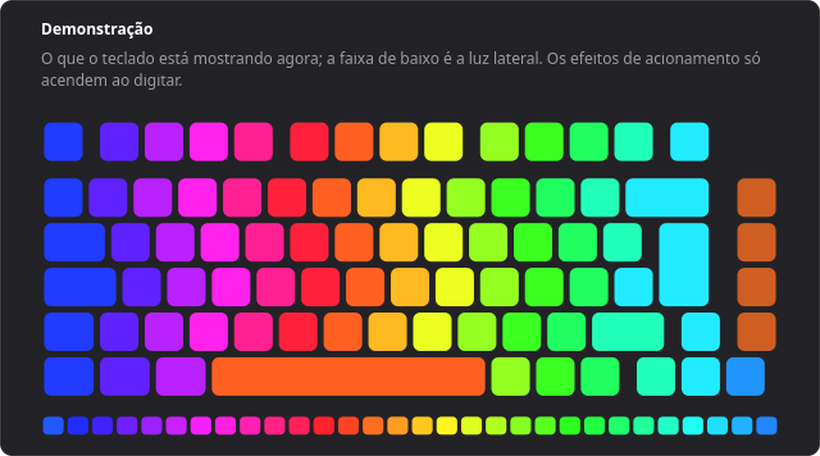 Demonstração
O que o teclado está mostrando agora; a faixa de baixo é a luz lateral. Os efeitos de acionamento só
acendem ao digitar.